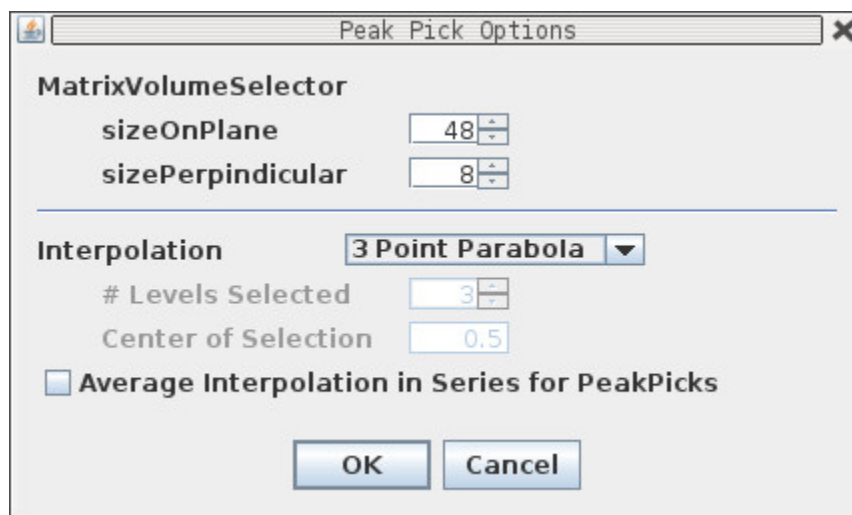 Peak Pick Options
MatrixVolumeSelector
sizeOnPlane 48
sizePerpindicular 8
Interpolation 3 Point Parabola
# Levels Selected 3
Center of Selection 0.5
Average Interpolation in Series for PeakPicks
OK Cancel